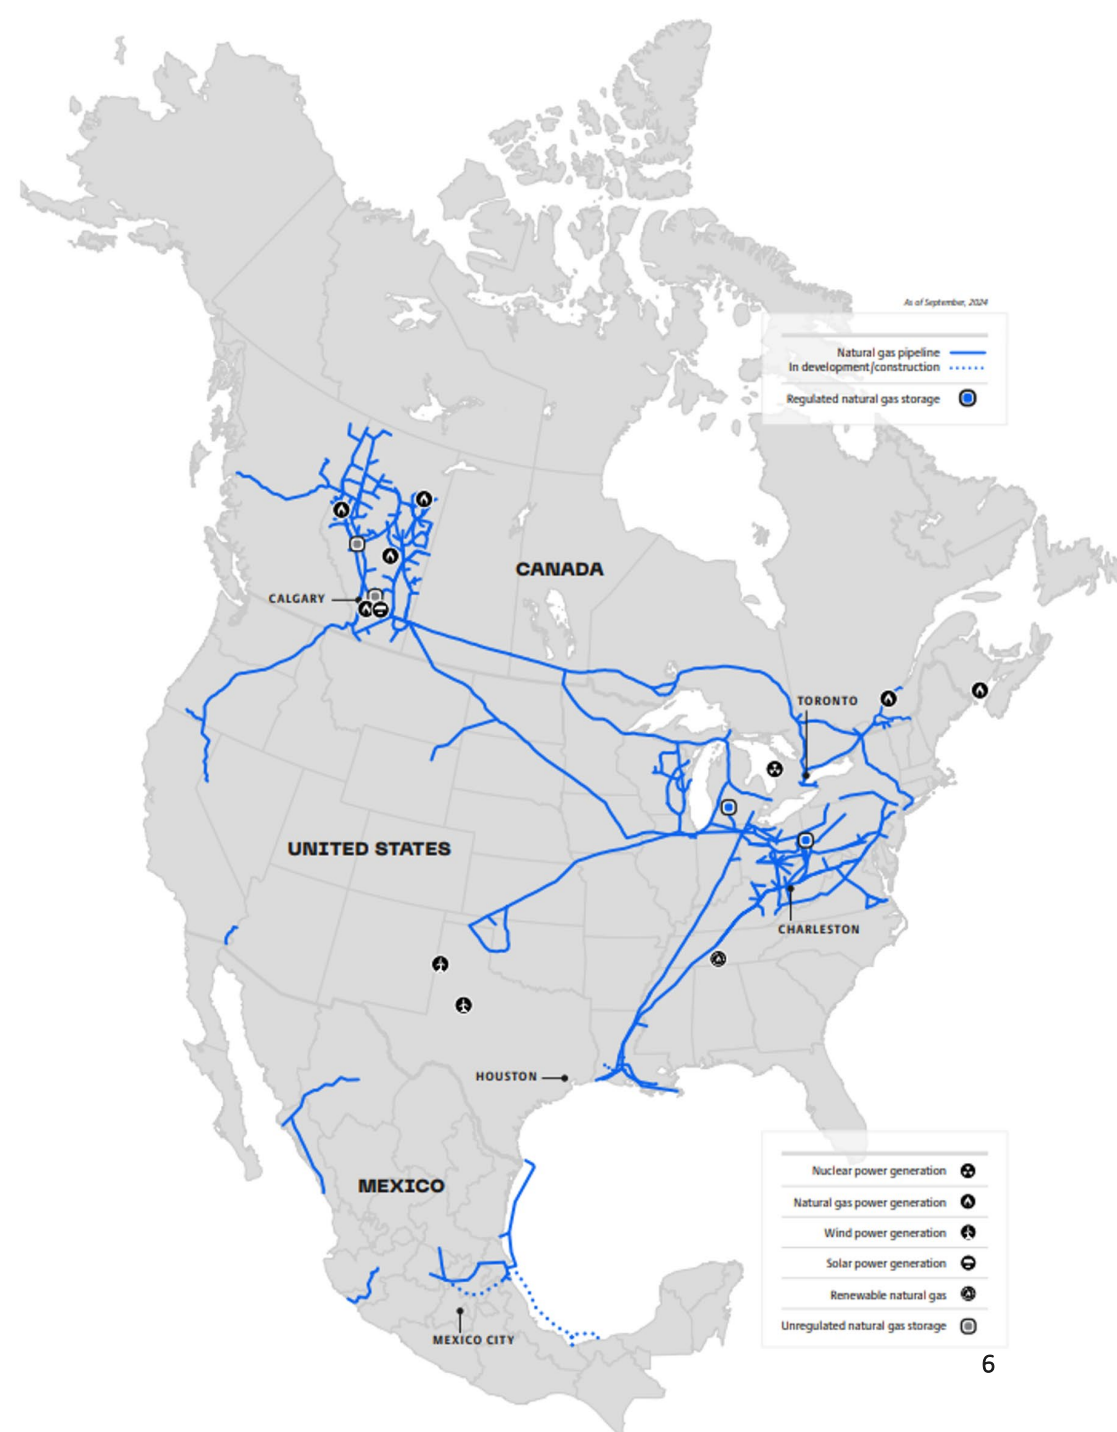 As of September, 2024
Natural gas pipeline
In development/construction
Regulated natural gas storage
CANADA
CALGARY
TORONTO
UNITED STATES
CHARLESTON
HOUSTON
MEXICO
MEXICO CITY
Nuclear power generation
Natural gas power generation
Wind power generation
Solar power generation
Renewable natural gas
Unregulated natural gas storage
6